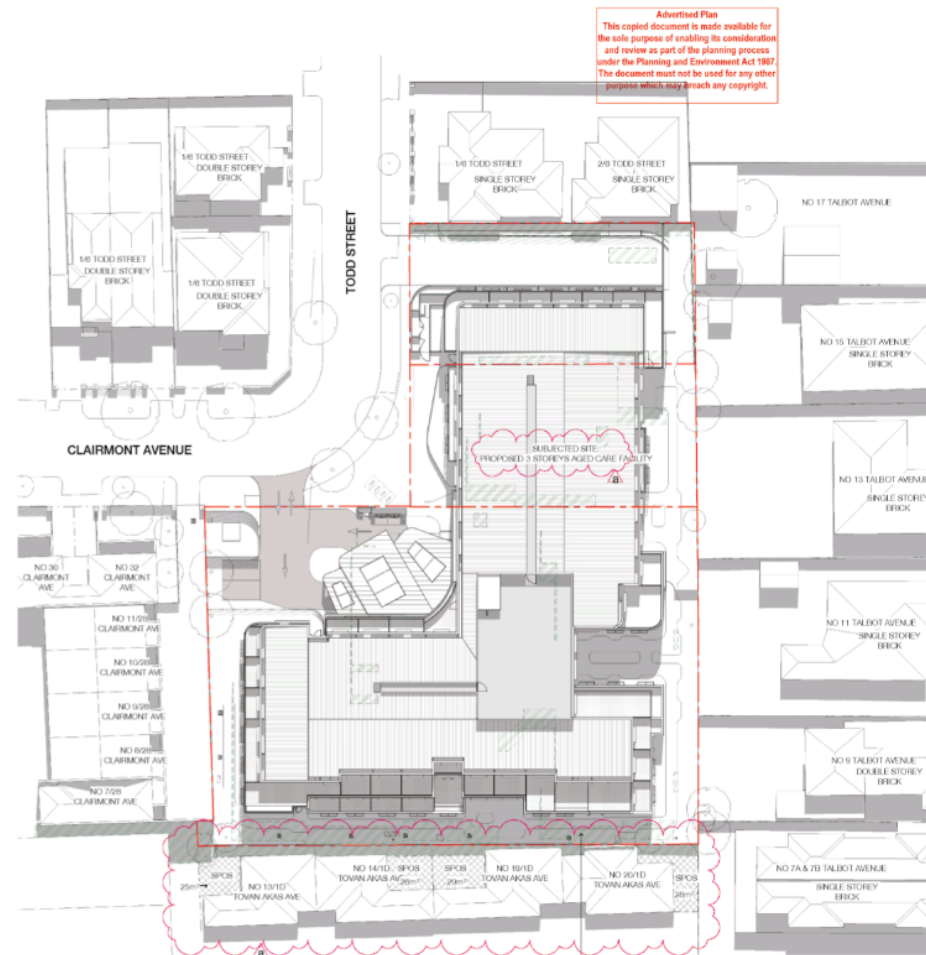 Advertised Plan
This copied document is made available for
the sole purpose of enabling its consideration
and review as part of the planning process
under the Planning and Environment Act 1987.
The document must not be used for any other
purpose which may breach any copyright.
1/6 TODD STREET
DOUBLE STOREY
BRICK
1/6 TODD STREET
SINGLE STOREY
BRICK
2/6 TODD STREET
SINGLE STOREY
BRICK
NO 17 TALBOT AVENUE
TODD STREET
1/6 TODD STREET
DOUBLE STOREY
BRICK
1/6 TODD STREET
DOUBLE STOREY
BRICK
NO 15 TALBOT AVENUE
SINGLE STOREY
BRICK
CLAIRMONT AVENUE
SUBJECTED SITE:
PROPOSED 3 STOREYS AGED CARE FACILITY
a
NO 13 TALBOT AVENUE
SINGLE STOREY
BRICK
NO 30
CLAIRMONT
AVE
NO 32
CLAIRMONT
AVE
NO 11/28
CLAIRMONT AVE
NO 10/28
CLAIRMONT AVE
NO 9/28
CLAIRMONT AVE
NO 8/28
CLAIRMONT AVE
NO 7/28
CLAIRMONT AVE
NO 11 TALBOT AVENUE
SINGLE STOREY
BRICK
NO 9 TALBOT AVENUE
DOUBLE STOREY
BRICK
SPOS
25m²
NO 13/1D
TOVAN AKAS AVE
NO 14/1D
TOVAN AKAS AVE
SPOS
SPOS
NO 19/1D
TOVAN AKAS AVE
NO 20/1D
TOVAN AKAS AVE
SPOS
NO 7A & 7B TALBOT AVENUE
SINGLE STOREY
BRICK
a